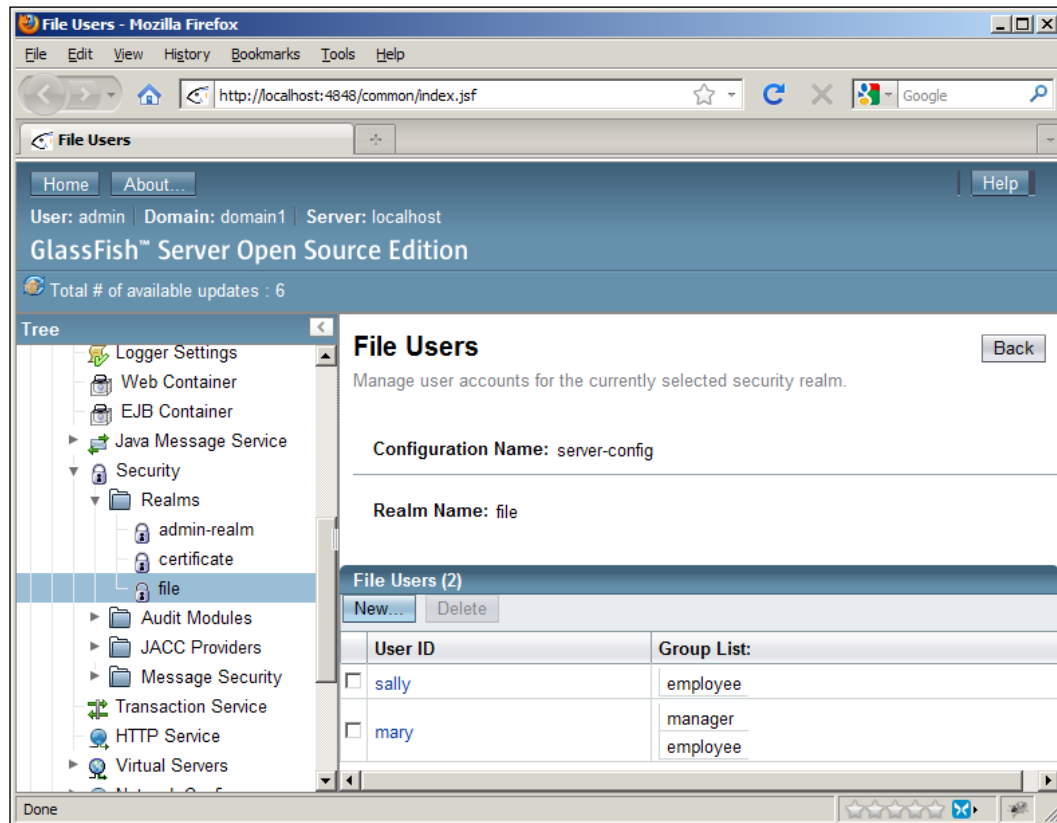 File Users - Mozilla Firefox
File Edit View History Bookmarks Tools Help
http://localhost:4848/common/index.jsf
Google
File Users
Home About... Help
User: admin Domain: domain1 Server: localhost
GlassFish™ Server Open Source Edition
Total # of available updates : 6
Tree
Logger Settings
Web Container
EJB Container
Java Message Service
Security
Realms
admin-realm
certificate
file
Audit Modules
JACC Providers
Message Security
Transaction Service
HTTP Service
Virtual Servers
File Users Back
Manage user accounts for the currently selected security realm.
Configuration Name: server-config
Realm Name: file
File Users (2)
New... Delete
User ID Group List:
sally employee
mary manager
employee
Done